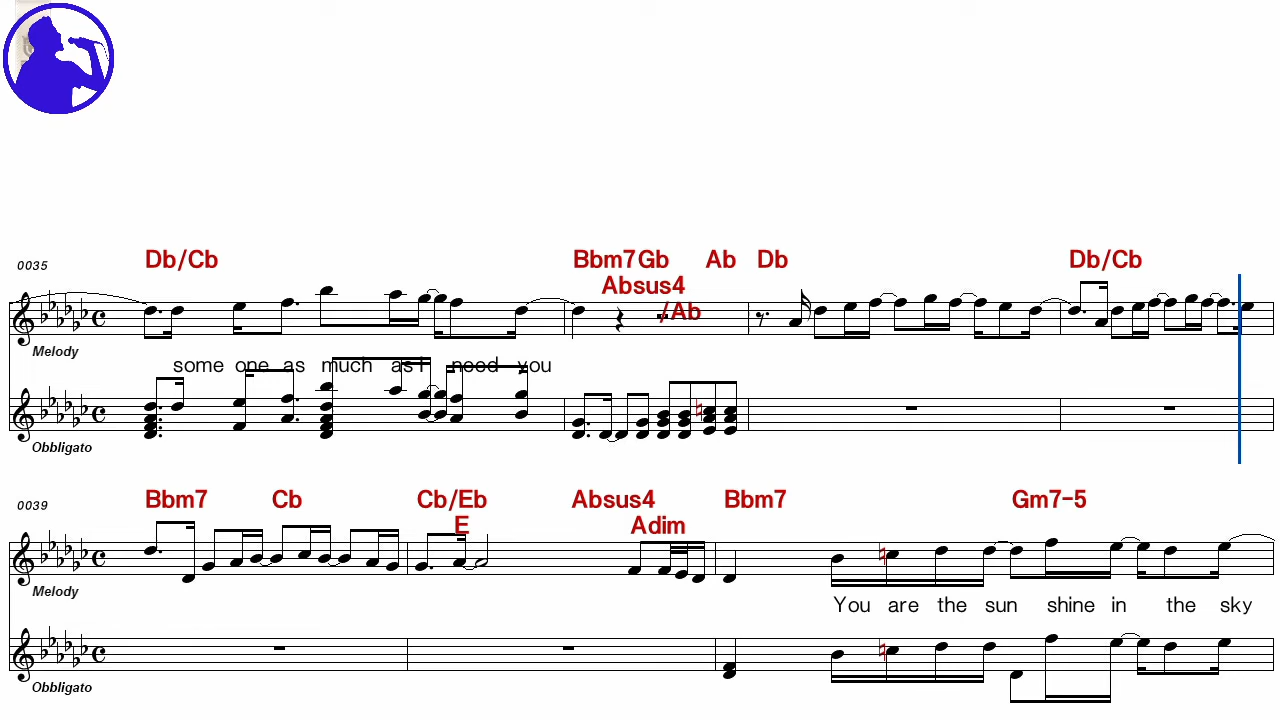 Db/Cb Bbm7 Gb Ab Db Db/Cb
0035 Absus4
/Ab
Melody
some one as much as I need you
Obbligato
Bbm7 Cb Cb/Eb Absus4 Bbm7 Gm7-5
0039 E Adim
Melody
You are the sun shine in the sky
Obbligato